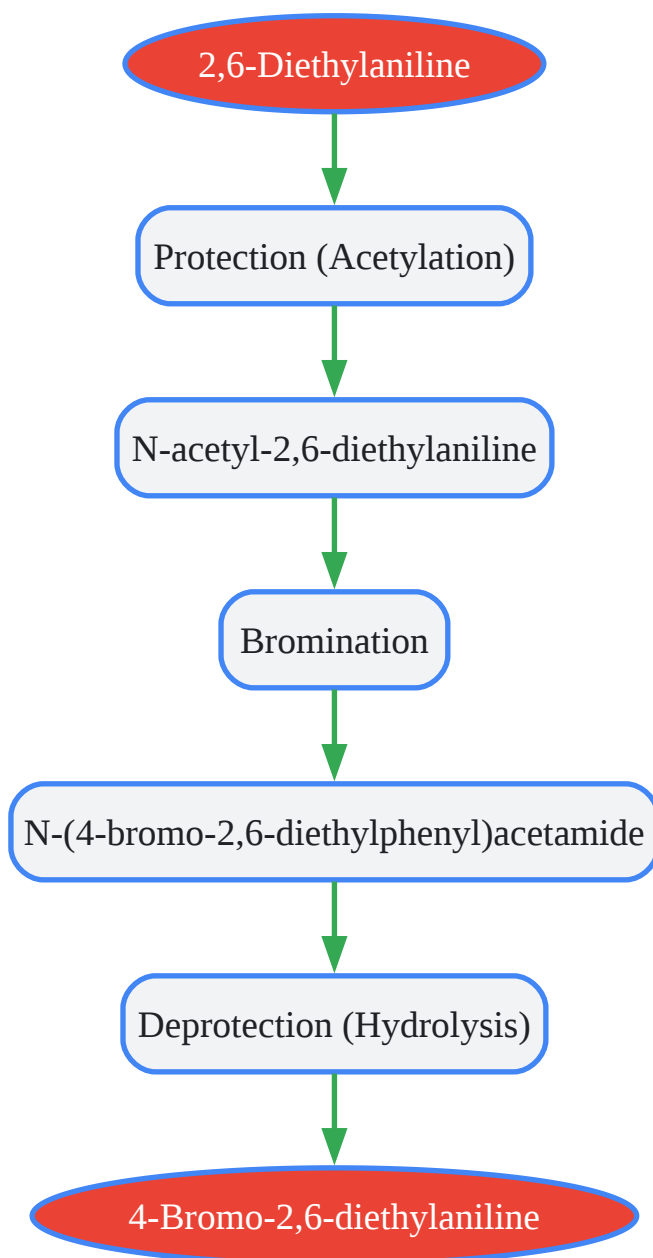 2,6-Diethylaniline
Protection (Acetylation)
N-acetyl-2,6-diethylaniline
Bromination
N-(4-bromo-2,6-diethylphenyl)acetamide
Deprotection (Hydrolysis)
4-Bromo-2,6-diethylaniline